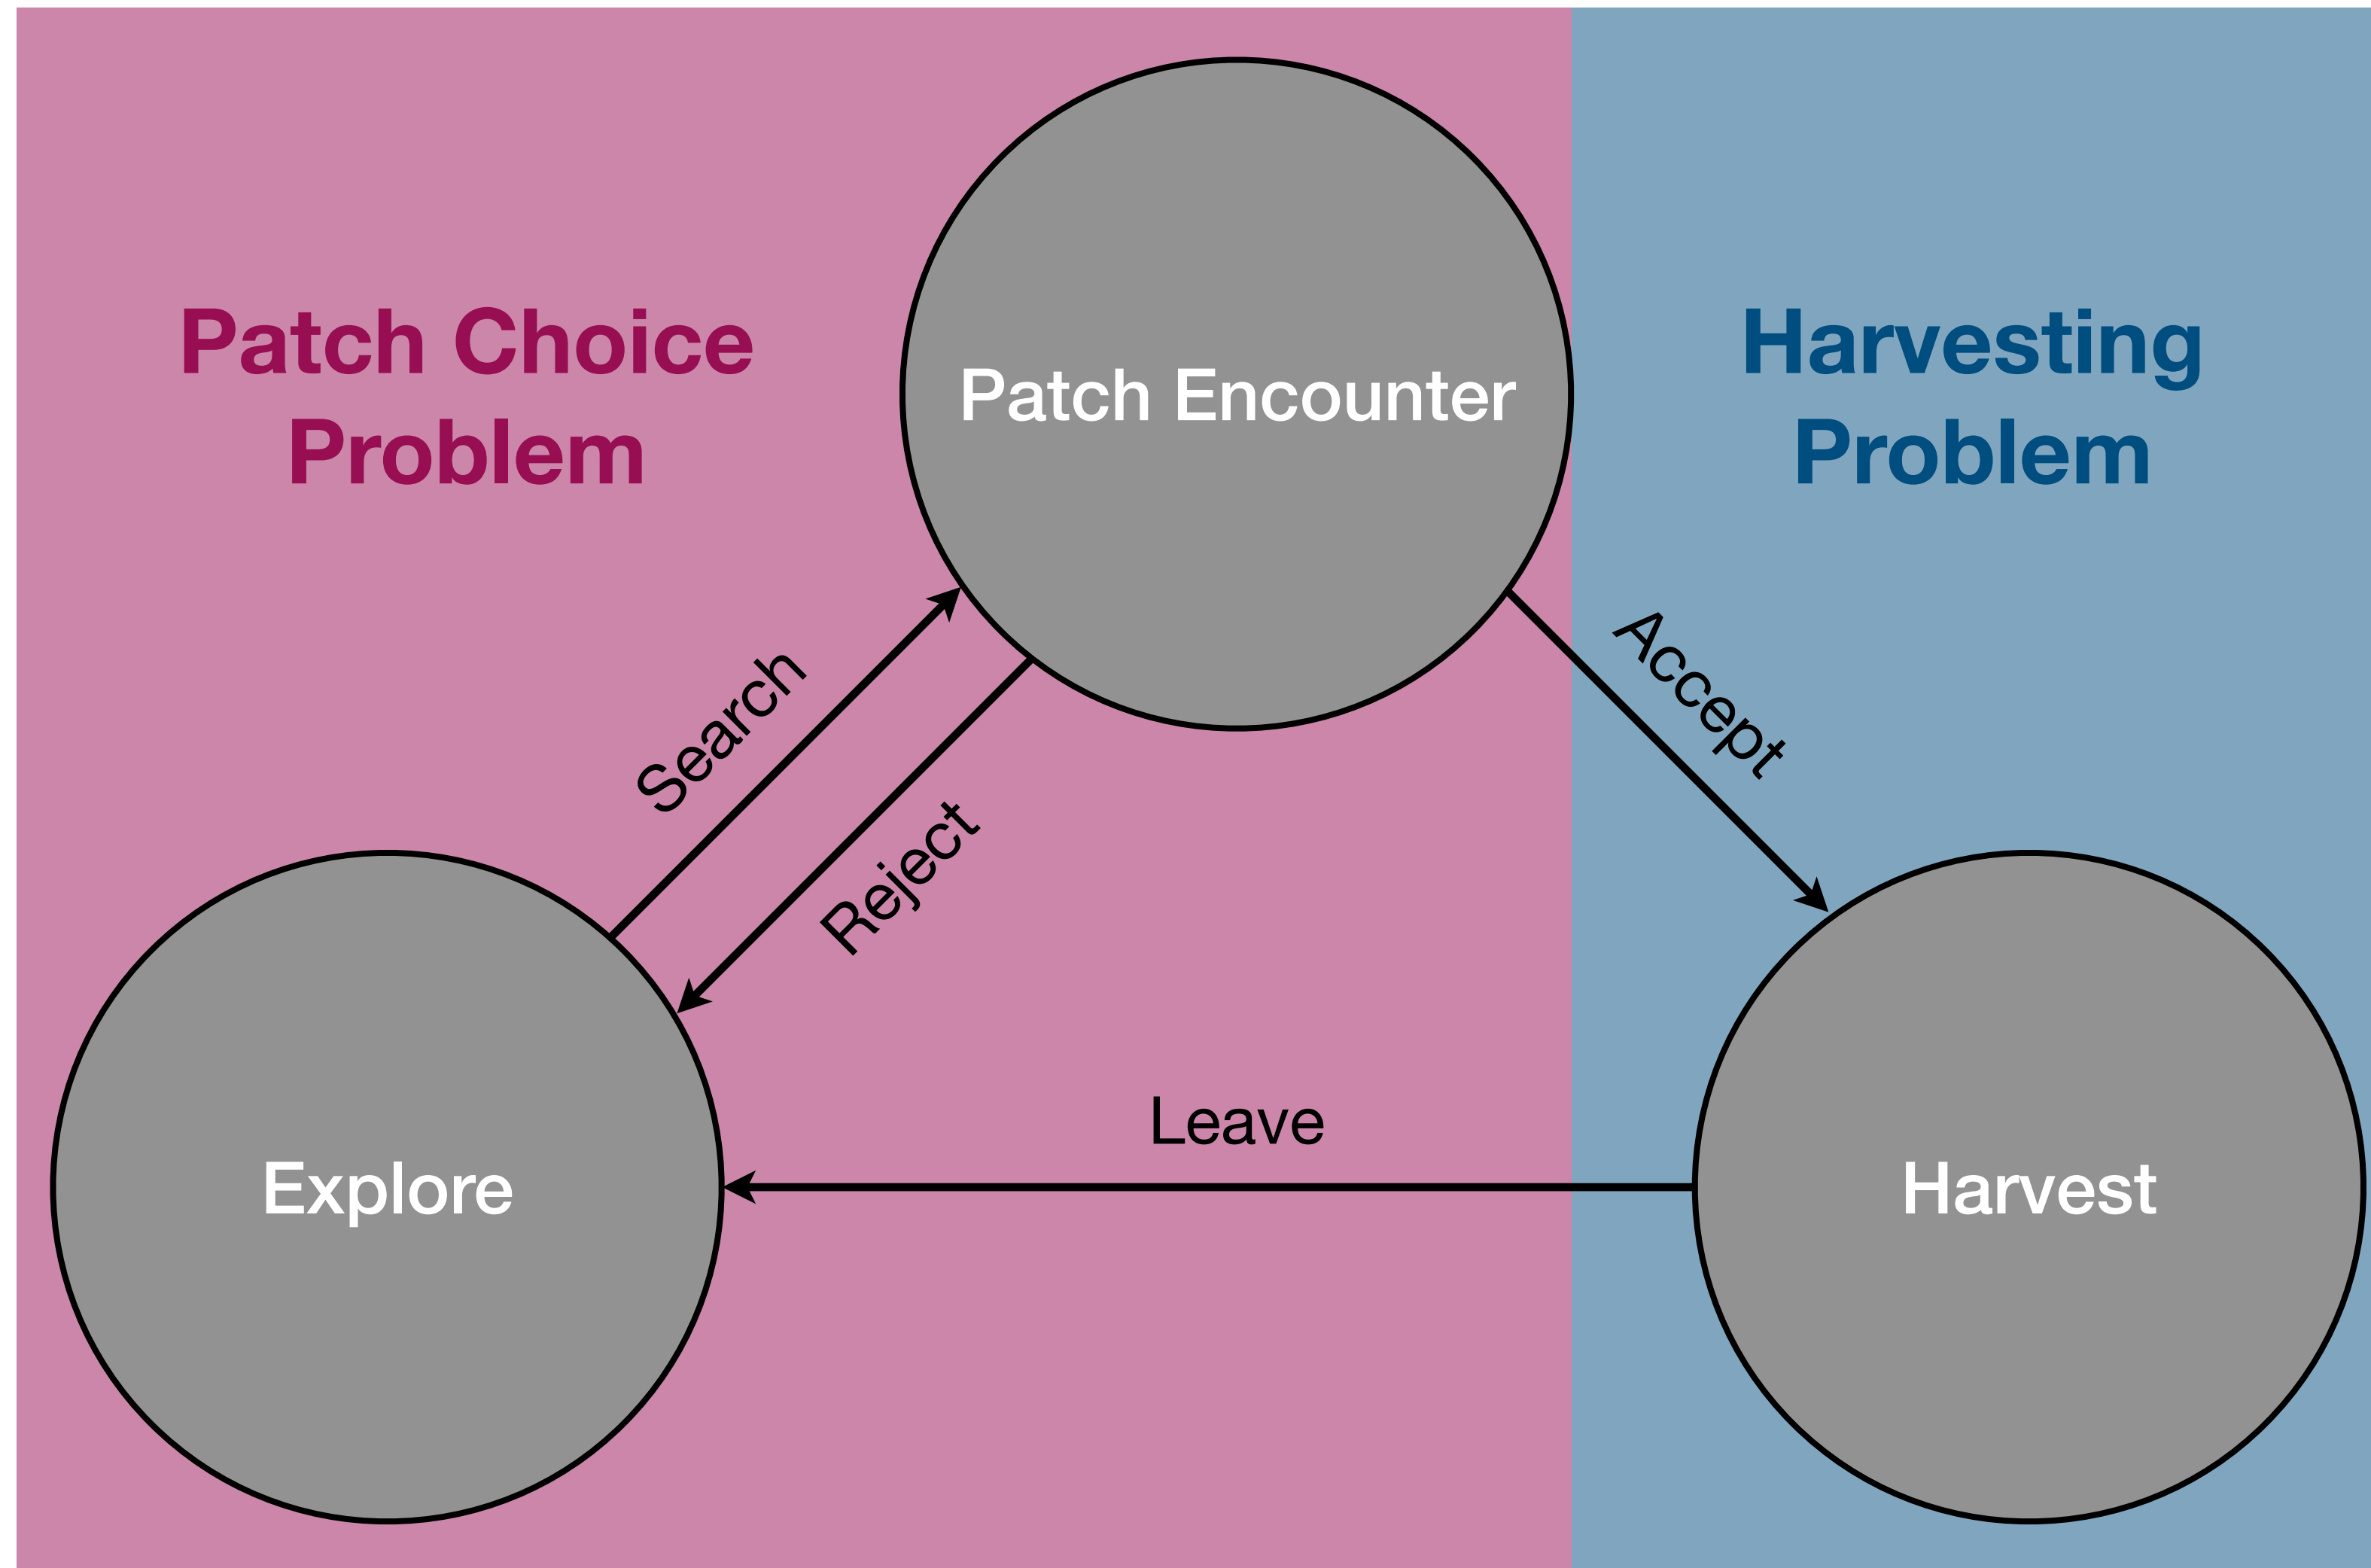 Patch Choice
Problem
Harvesting
Problem
Patch Encounter
Search
Reject
Accept
Leave
Explore
Harvest